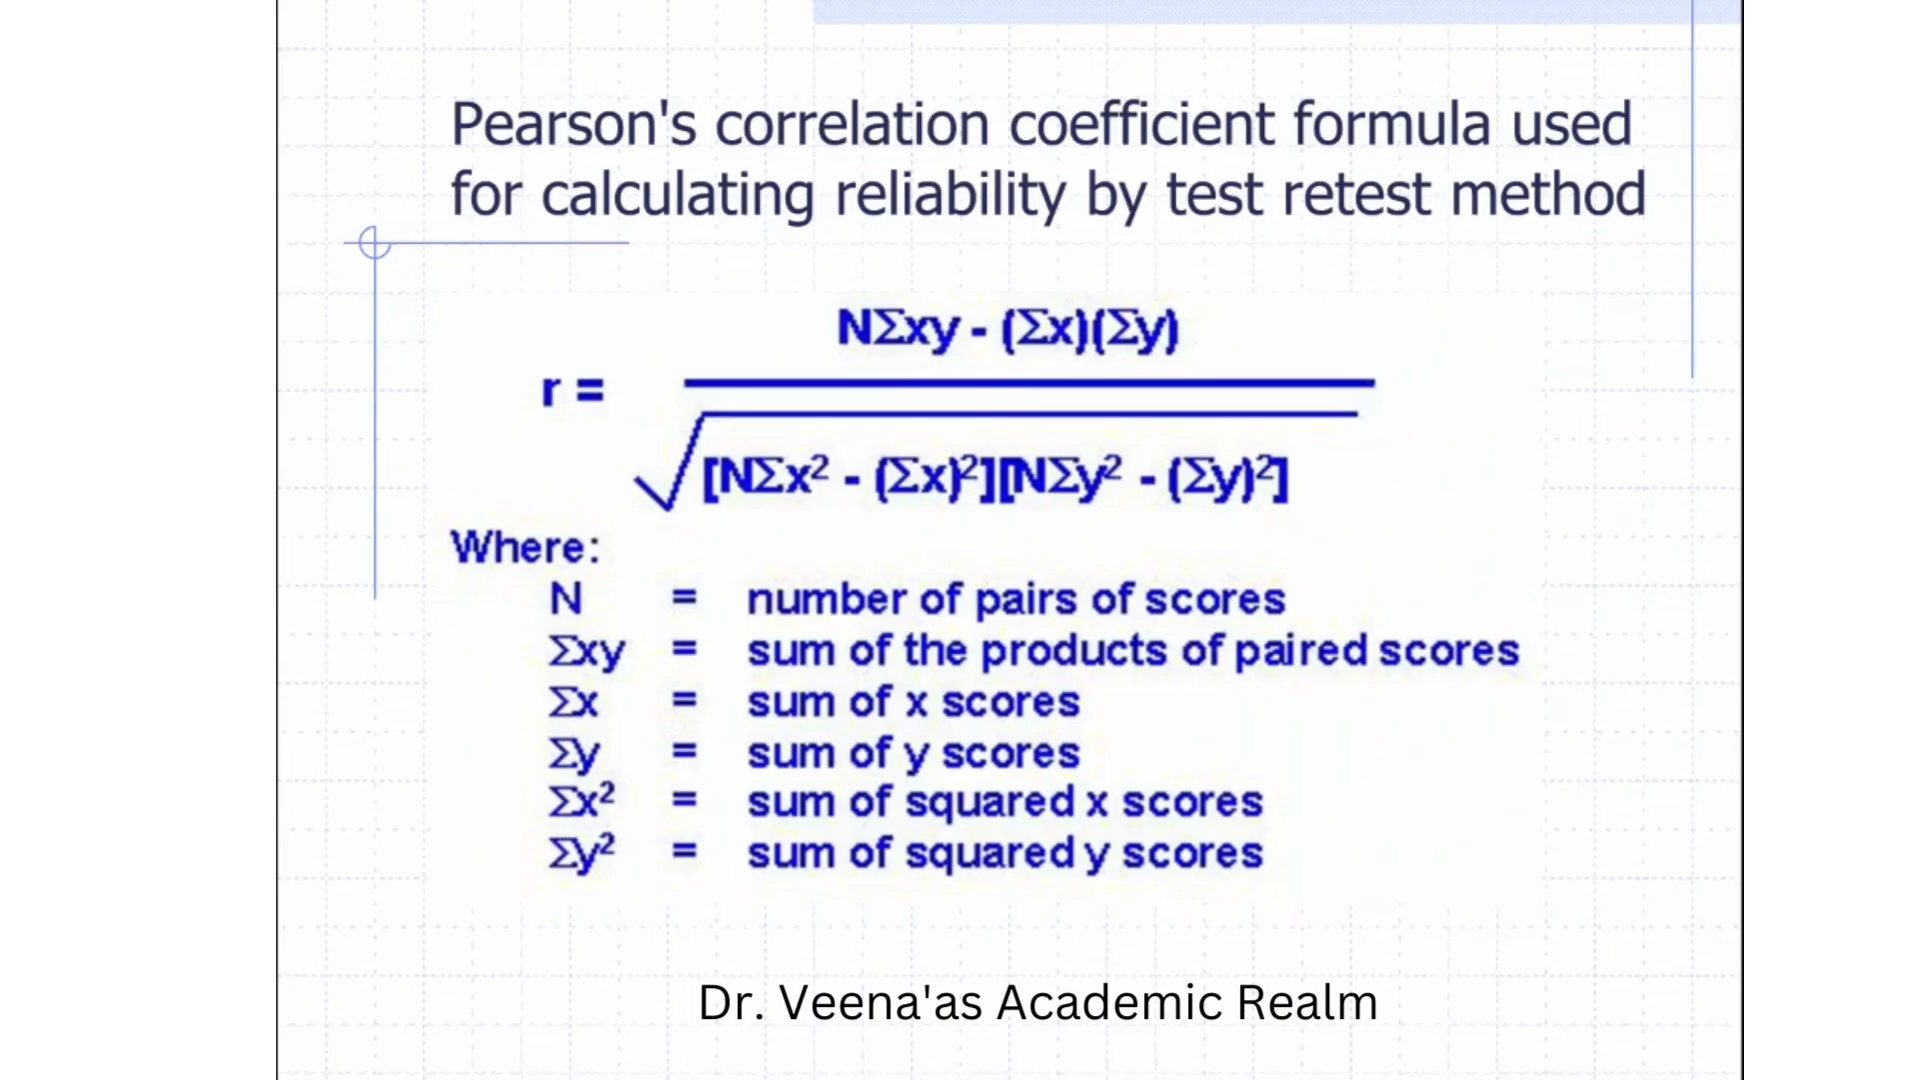 Pearson's correlation coefficient formula used
for calculating reliability by test retest method
NΣxy - (Σx)(Σy)
r =
√[NΣx² - (Σx)²][NΣy² - (Σy)²]
Where:
N = number of pairs of scores
Σxy = sum of the products of paired scores
Σx = sum of x scores
Σy = sum of y scores
Σx² = sum of squared x scores
Σy² = sum of squared y scores
Dr. Veena'as Academic Realm